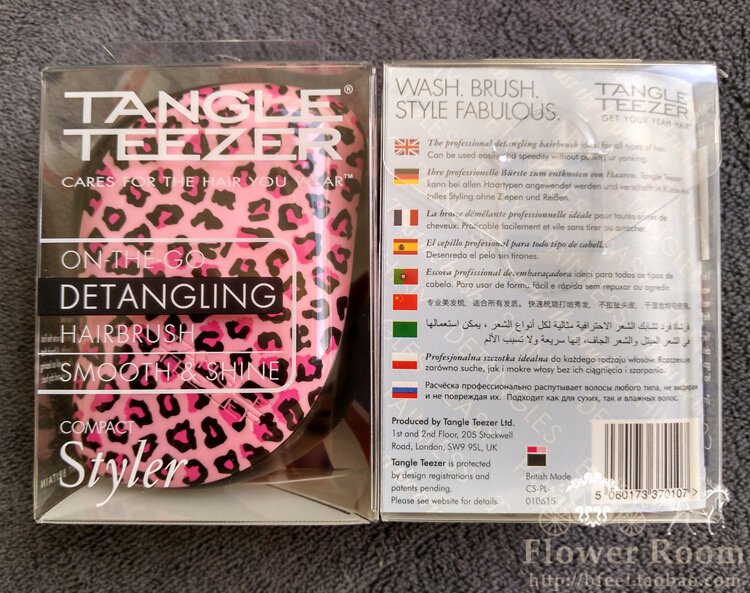 TANGLE
TEEZER®
CARES FOR THE HAIR YOU WEAR™
ON-THE-GO
DETANGLING
HAIRBRUSH
SMOOTH & SHINE
COMPACT
Styler
WASH. BRUSH.
STYLE FABULOUS.
TANGLE
TEEZER
GET YOUR YEAH HAIR
The professional detangling hairbrush ideal for all types of hair.
Can be used easily and speedily without pulling or yanking.
Ihre professionelle Bürste zum entknoten von Haaren. Tangle Teezer
kann bei allen Haartypen angewendet werden und verschafft in Kürze
tolles Styling ohne Ziepen und Reißen.
La brosse démêlante professionnelle idéale pour toutes sortes de
cheveux. Praticable facilement et vile sans tirer ou arracher.
El cepillo profesional para todo tipo de cabello.
Desenreda el pelo sin tirones.
Escova profissional desembaraçadora ideal para todos os tipos de
cabelo. Para usar de forma fácil e rápida sem repuxar ou agredir
专业美发梳，适合所有发质。快速梳顺打结秀发，不拉扯头皮，干湿发均可使用.
فرشاة فرد تشابك الشعر الاحترافية مثالية لكل أنواع الشعر ، يمكن استعمالها
في الشعر المبتل والشعر الجاف، إنها سريعة ولا تسبب الألم
Profesjonalna szczotka idealna do każdego rodzaju włosów. Rozczesuje
zarówno suche, jak i mokre włosy bez ich ciągnięcia i szarpania.
Расчёска профессионально распутывает волосы любого типа, не выдирая
и не повреждая их. Подходит как для сухих, так и влажных волос.
Produced by Tangle Teezer Ltd.
1st and 2nd Floor, 205 Stockwell
Road, London, SW9 9SL, UK
Tangle Teezer is protected
by design registrations and
patents pending.
Please see website for details.
British Made
CS-PL-
010615
5 060173 370107 >
Flower Room
http://bfeel.taobao.com